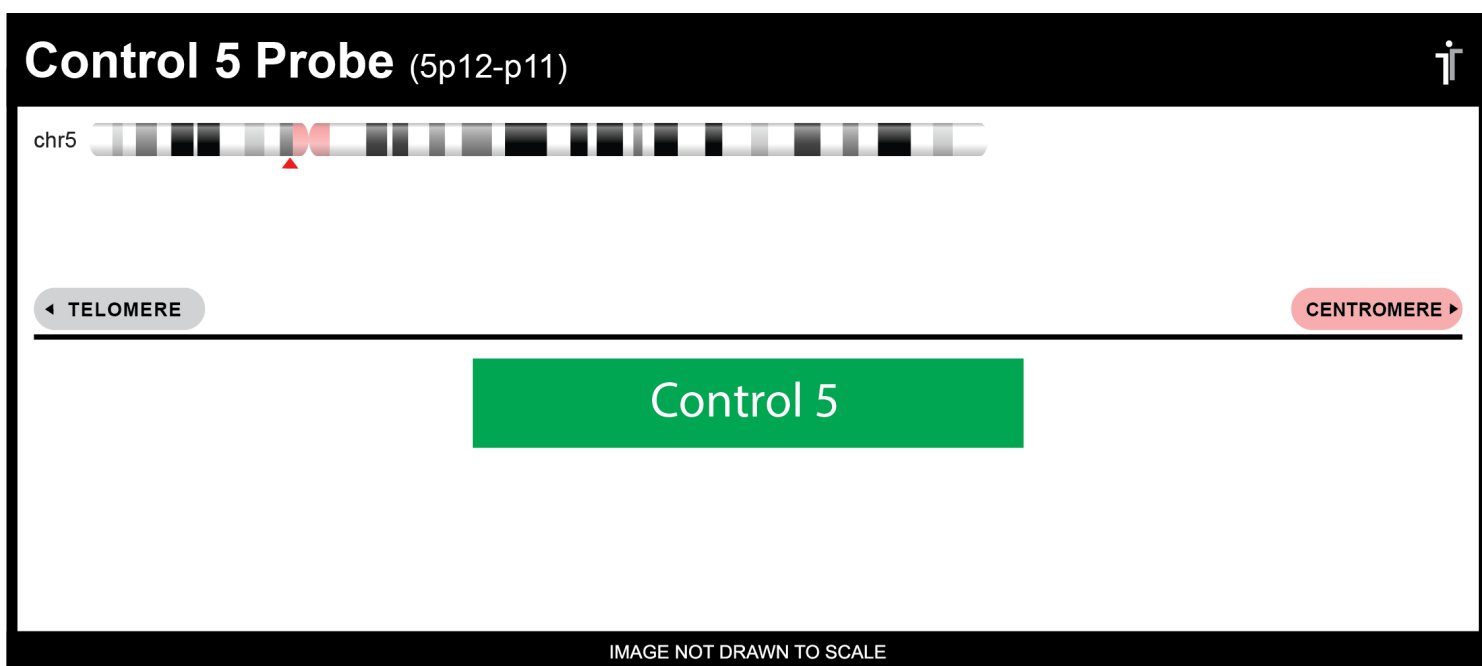 Control 5 Probe (5p12-p11)
chr5
TELOMERE
CENTROMERE
Control 5
IMAGE NOT DRAWN TO SCALE